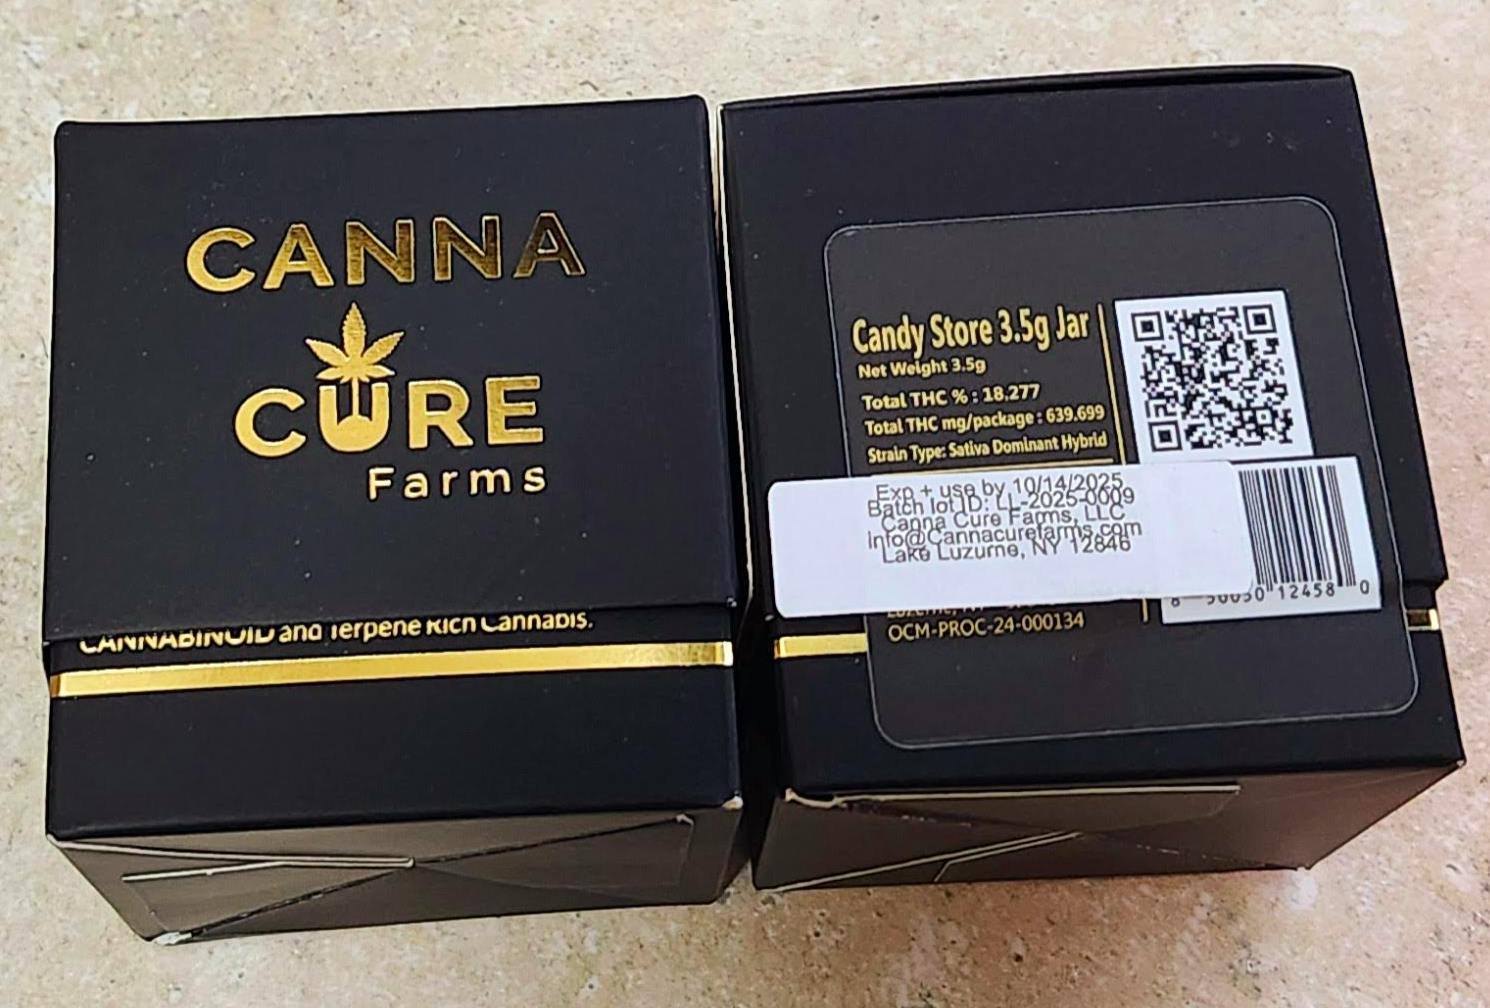 CANNA
CURE
Farms
CANNABINOID and Terpene Rich Cannabis.
Candy Store 3.5g Jar
Net Weight 3.5g
Total THC % : 18.277
Total THC mg/package : 639.699
Strain Type: Sativa Dominant Hybrid
Exp + use by 10/14/2025
Batch lot ID: LL-2025-0009
Canna Cure Farms, LLC
Info@Cannacurefarms.com
Lake Luzurne, NY 12846
OCM-PROC-24-000134
8 50050 12458 0